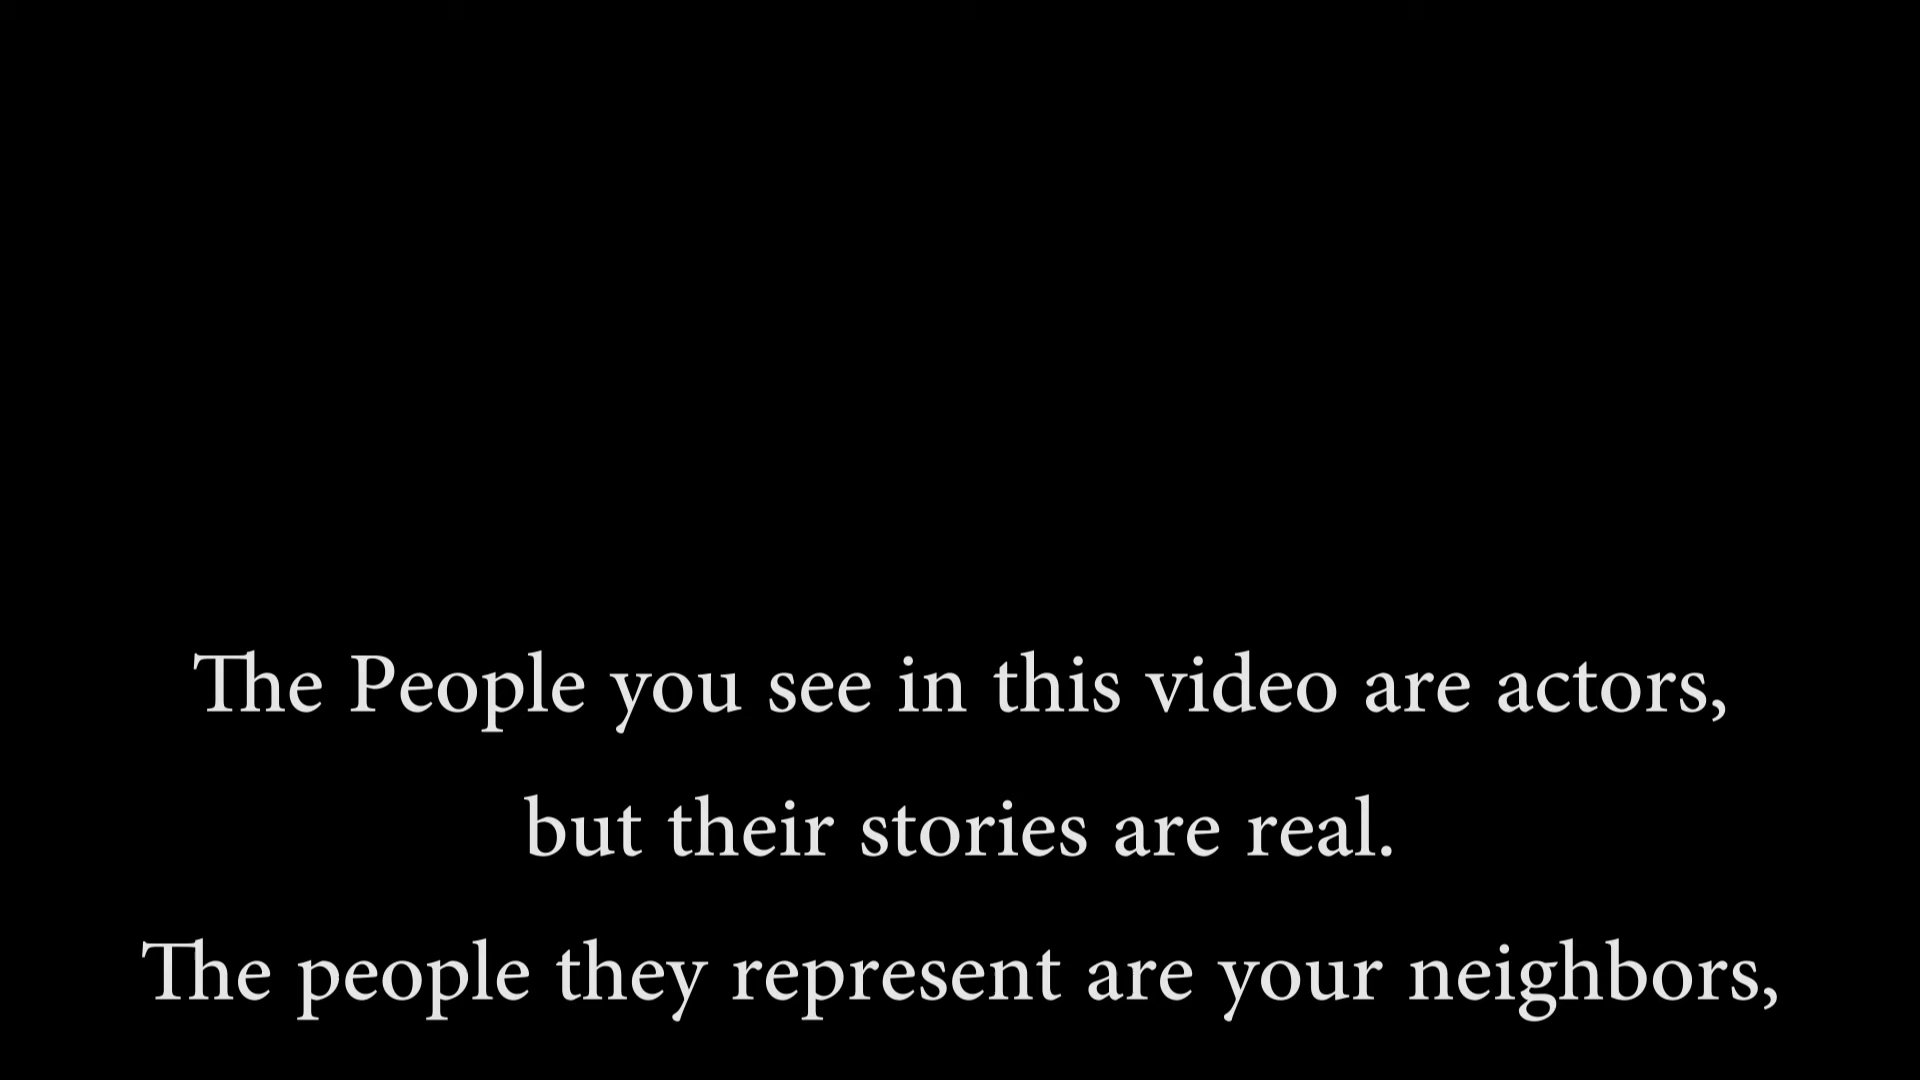 The People you see in this video are actors,
but their stories are real.
The people they represent are your neighbors,